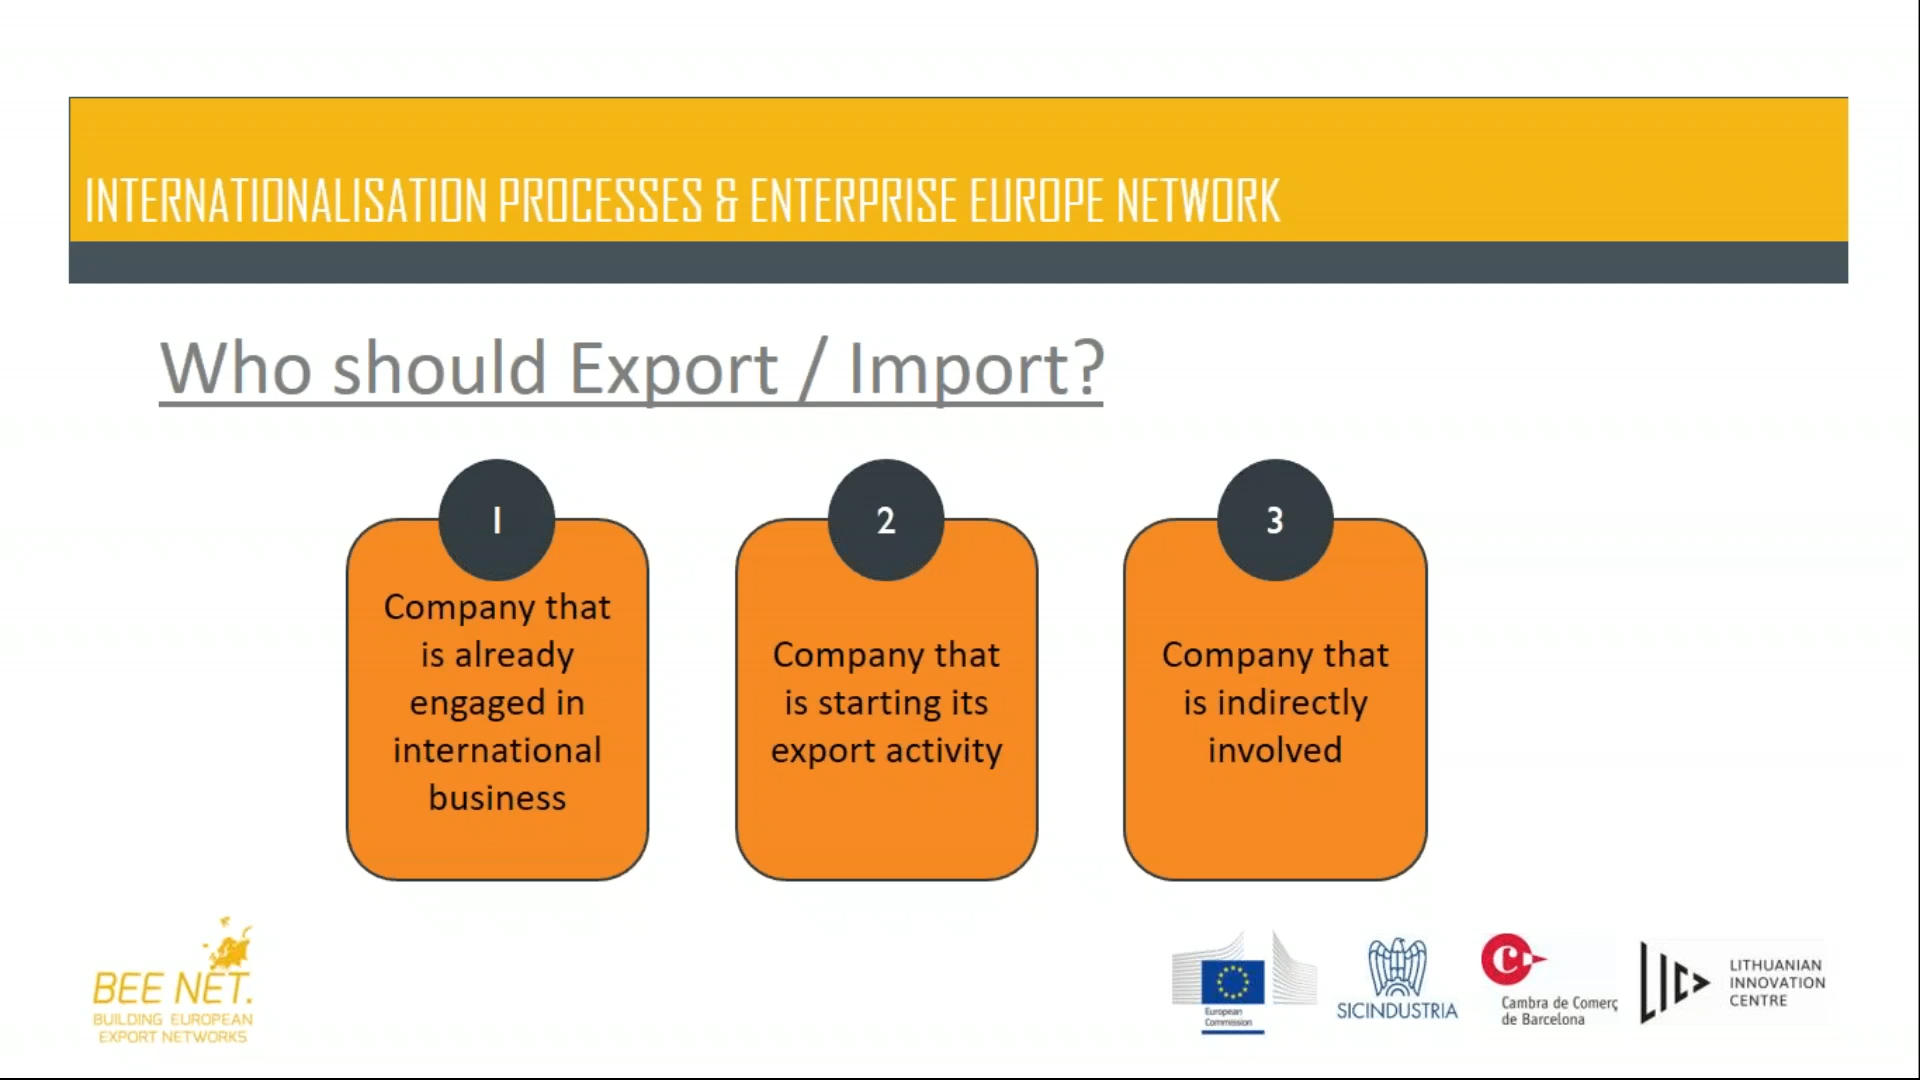 INTERNATIONALISATION PROCESSES & ENTERPRISE EUROPE NETWORK
Who should Export / Import?
1
Company that
is already
engaged in
international
business
2
Company that
is starting its
export activity
3
Company that
is indirectly
involved
BEE NET.
BUILDING EUROPEAN
EXPORT NETWORKS
European
Commission
SICINDUSTRIA
C
Cambra de Comerç
de Barcelona
LIC
LITHUANIAN
INNOVATION
CENTRE